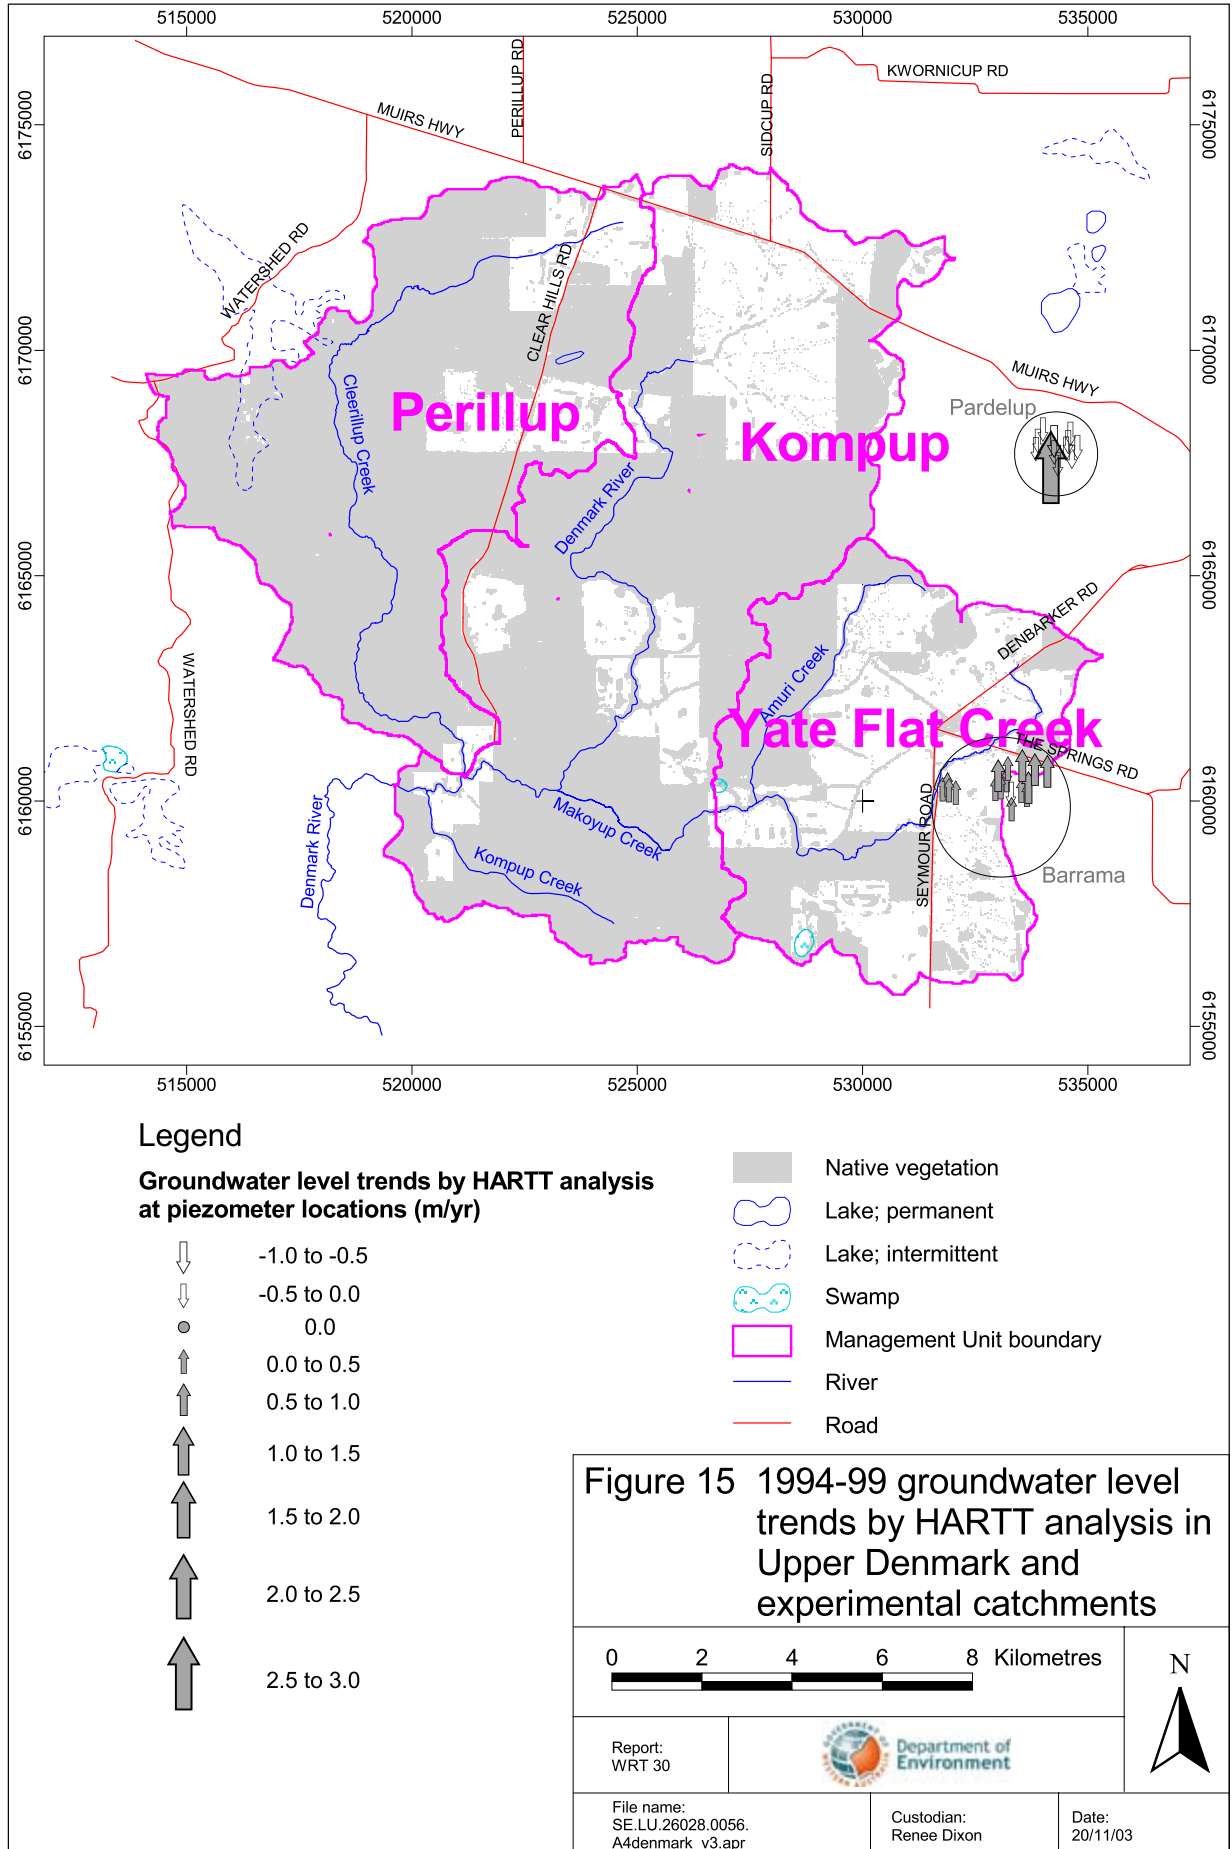 515000
520000
525000
530000
535000
KWORNICUP RD
PERILLUP RD
SIDCUP RD
MUIRS HWY
6175000
6175000
WATERSHED RD
CLEAR HILLS RD
6170000
6170000
MUIRS HWY
Cleerillup Creek
Perillup
Pardelup
Kompup
Denmark River
6165000
6165000
DENBARKER RD
WATERSHED RD
Amuri Creek
Yate Flat Creek
THE SPRINGS RD
6160000
6160000
Denmark River
Makoyup Creek
SEYMOUR ROAD
Kompup Creek
Barrama
6155000
6155000
515000
520000
525000
530000
535000
Legend
Groundwater level trends by HARTT analysis
at piezometer locations (m/yr)
-1.0 to -0.5
-0.5 to 0.0
0.0
0.0 to 0.5
0.5 to 1.0
1.0 to 1.5
1.5 to 2.0
2.0 to 2.5
2.5 to 3.0
Native vegetation
Lake; permanent
Lake; intermittent
Swamp
Management Unit boundary
River
Road
Figure 15 1994-99 groundwater level
trends by HARTT analysis in
Upper Denmark and
experimental catchments
0 2 4 6 8 Kilometres
N
Report:
WRT 30
GOVERNMENT OF
WESTERN AUSTRALIA
Department of
Environment
File name:
SE.LU.26028.0056.
A4denmark_v3.apr
Custodian:
Renee Dixon
Date:
20/11/03